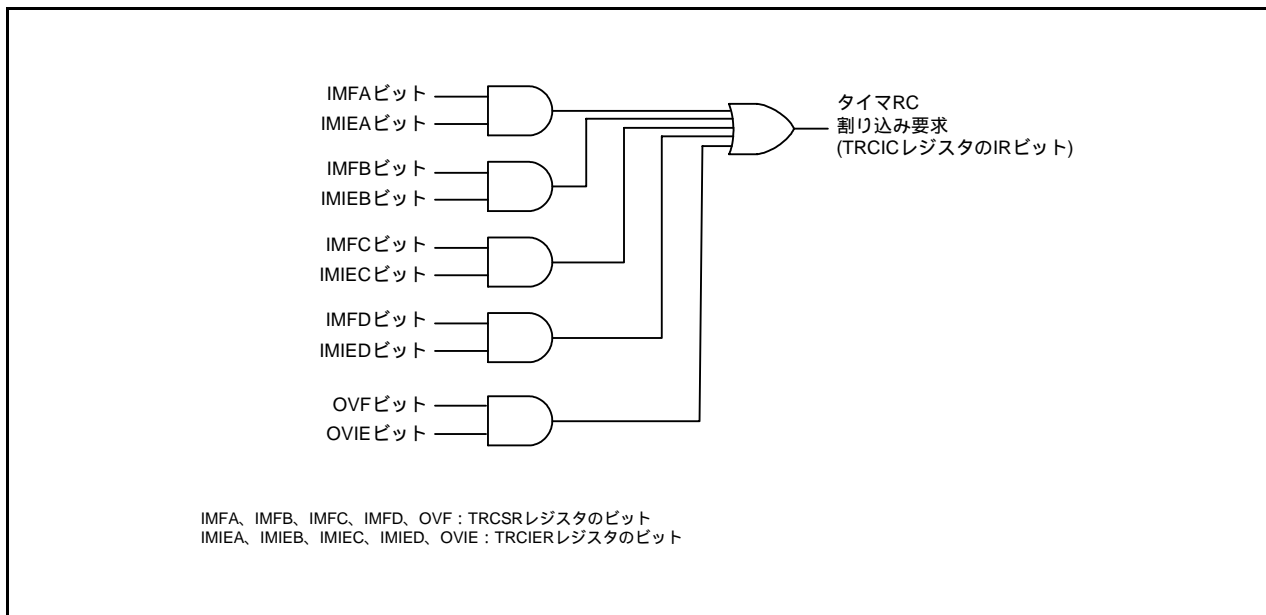 IMFAビット
IMIEAビット
タイマRC
割り込み要求
(TRCICレジスタのIRビット)
IMFBビット
IMIEBビット
IMFCビット
IMIECビット
IMFDビット
IMIEDビット
OVFビット
OVIEビット
IMFA、IMFB、IMFC、IMFD、OVF：TRCSRレジスタのビット
IMIEA、IMIEB、IMIEC、IMIED、OVIE：TRCIERレジスタのビット